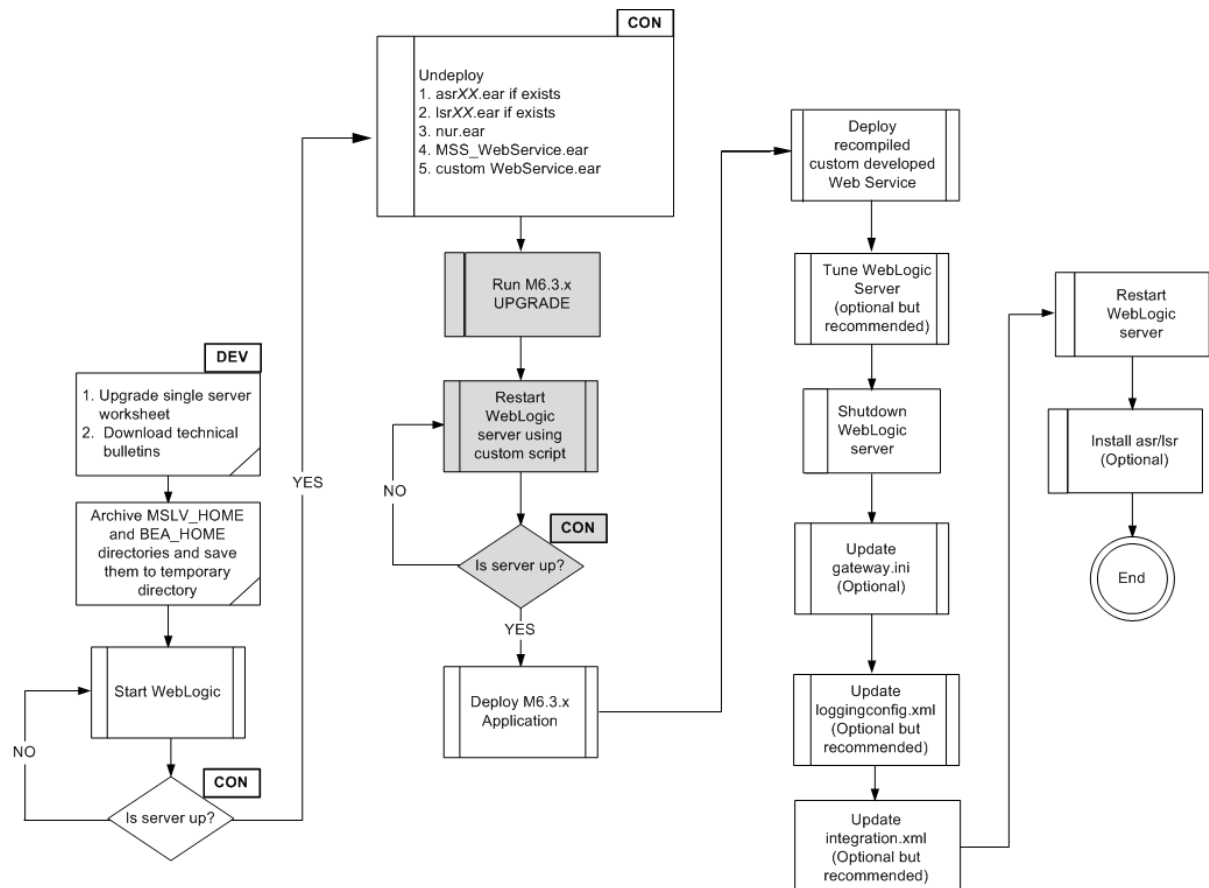 DEV
1. Upgrade single server
worksheet
2. Download technical
bulletins
Archive MSLV_HOME
and BEA_HOME
directories and save
them to temporary
directory
Start WebLogic
NO
CON
Is server up?
YES
CON
Undeploy
1. asrXX.ear if exists
2. lsrXX.ear if exists
3. nur.ear
4. MSS_WebService.ear
5. custom WebService.ear
Run M6.3.x
UPGRADE
Restart
WebLogic
server using
custom script
NO
CON
Is server up?
YES
Deploy M6.3.x
Application
Deploy
recompiled
custom developed
Web Service
Tune WebLogic
Server
(optional but
recommended)
Shutdown
WebLogic
server
Update
gateway.ini
(Optional)
Update
loggingconfig.xml
(Optional but
recommended)
Update
integration.xml
(Optional but
recommended)
Restart
WebLogic
server
Install asr/lsr
(Optional)
End